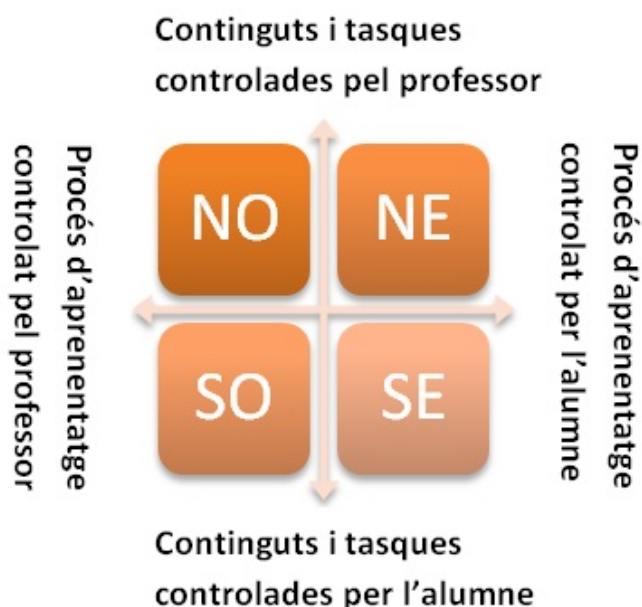 Continguts i tasques
controlades pel professor
Procés d'aprenentatge
controlat pel professor
NO
NE
SO
SE
Procés d'aprenentatge
controlat per l'alumne
Continguts i tasques
controlades per l'alumne